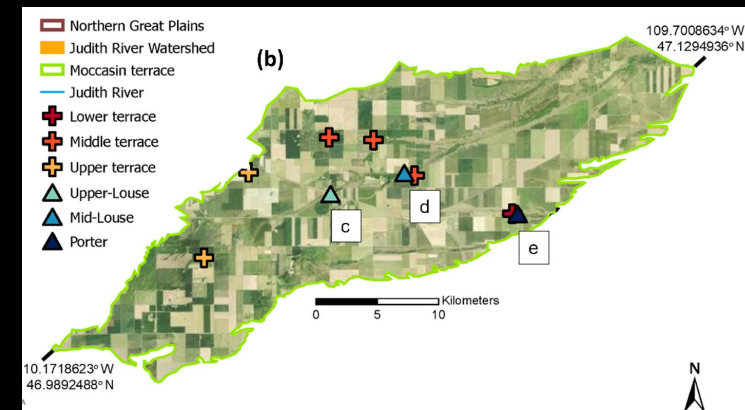 Northern Great Plains
Judith River Watershed
Moccasin terrace
Judith River
Lower terrace
Middle terrace
Upper terrace
Upper-Louse
Mid-Louse
Porter
(b)
109.7008634° W
47.1294936° N
c
d
e
Kilometers
0 5 10
10.1718623° W
46.9892488° N
N